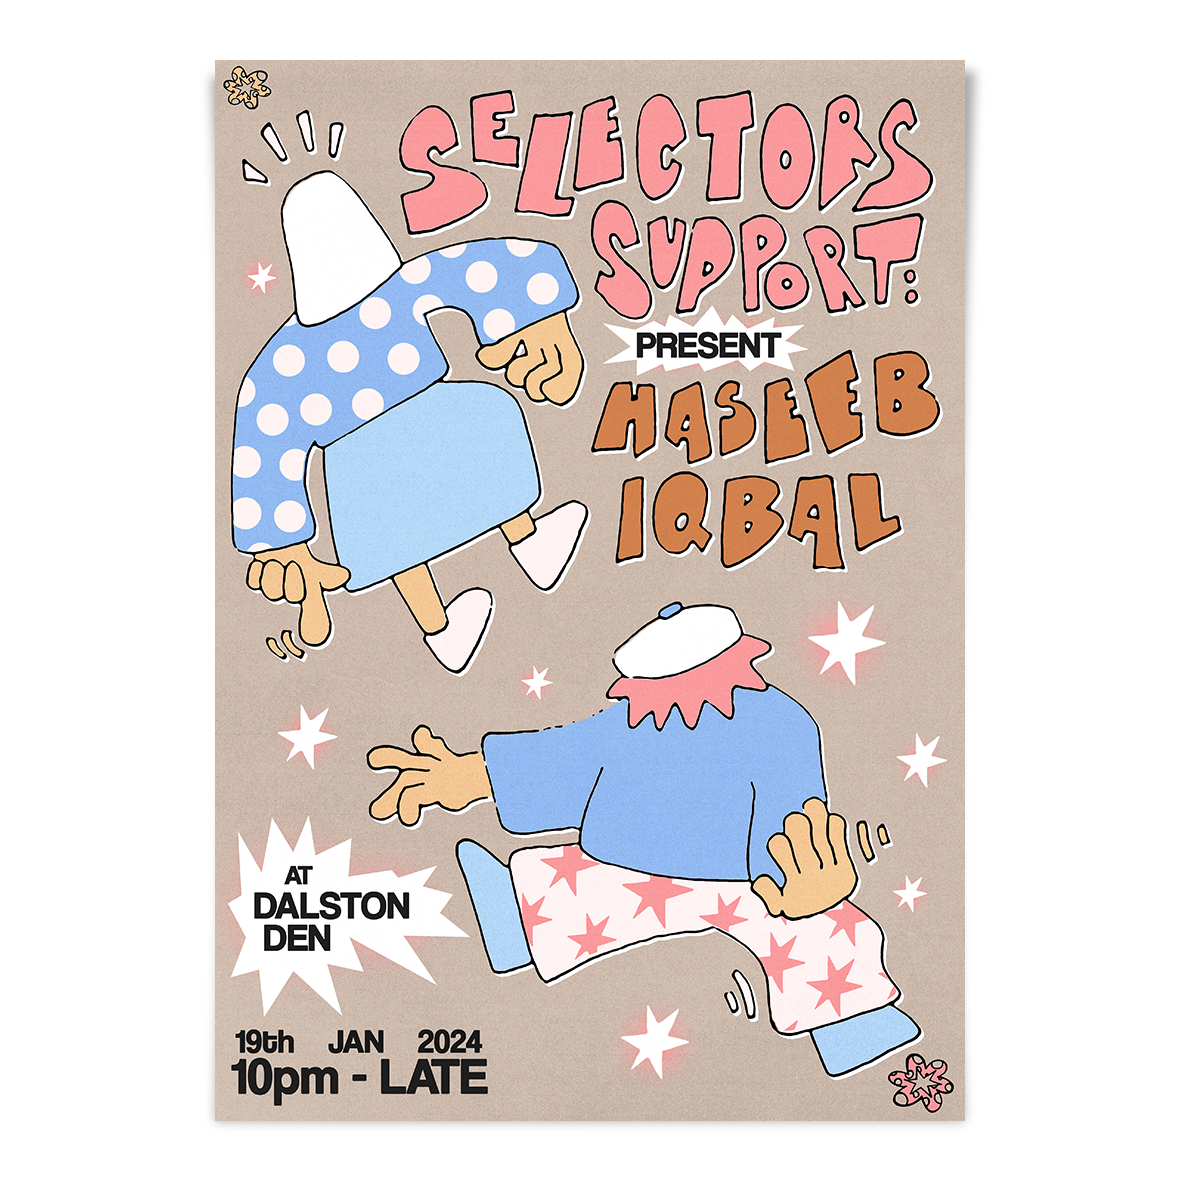 SELECTORS
SUPPORT:
PRESENT
HASEEB
IQBAL
AT
DALSTON
DEN
19th JAN 2024
10pm - LATE